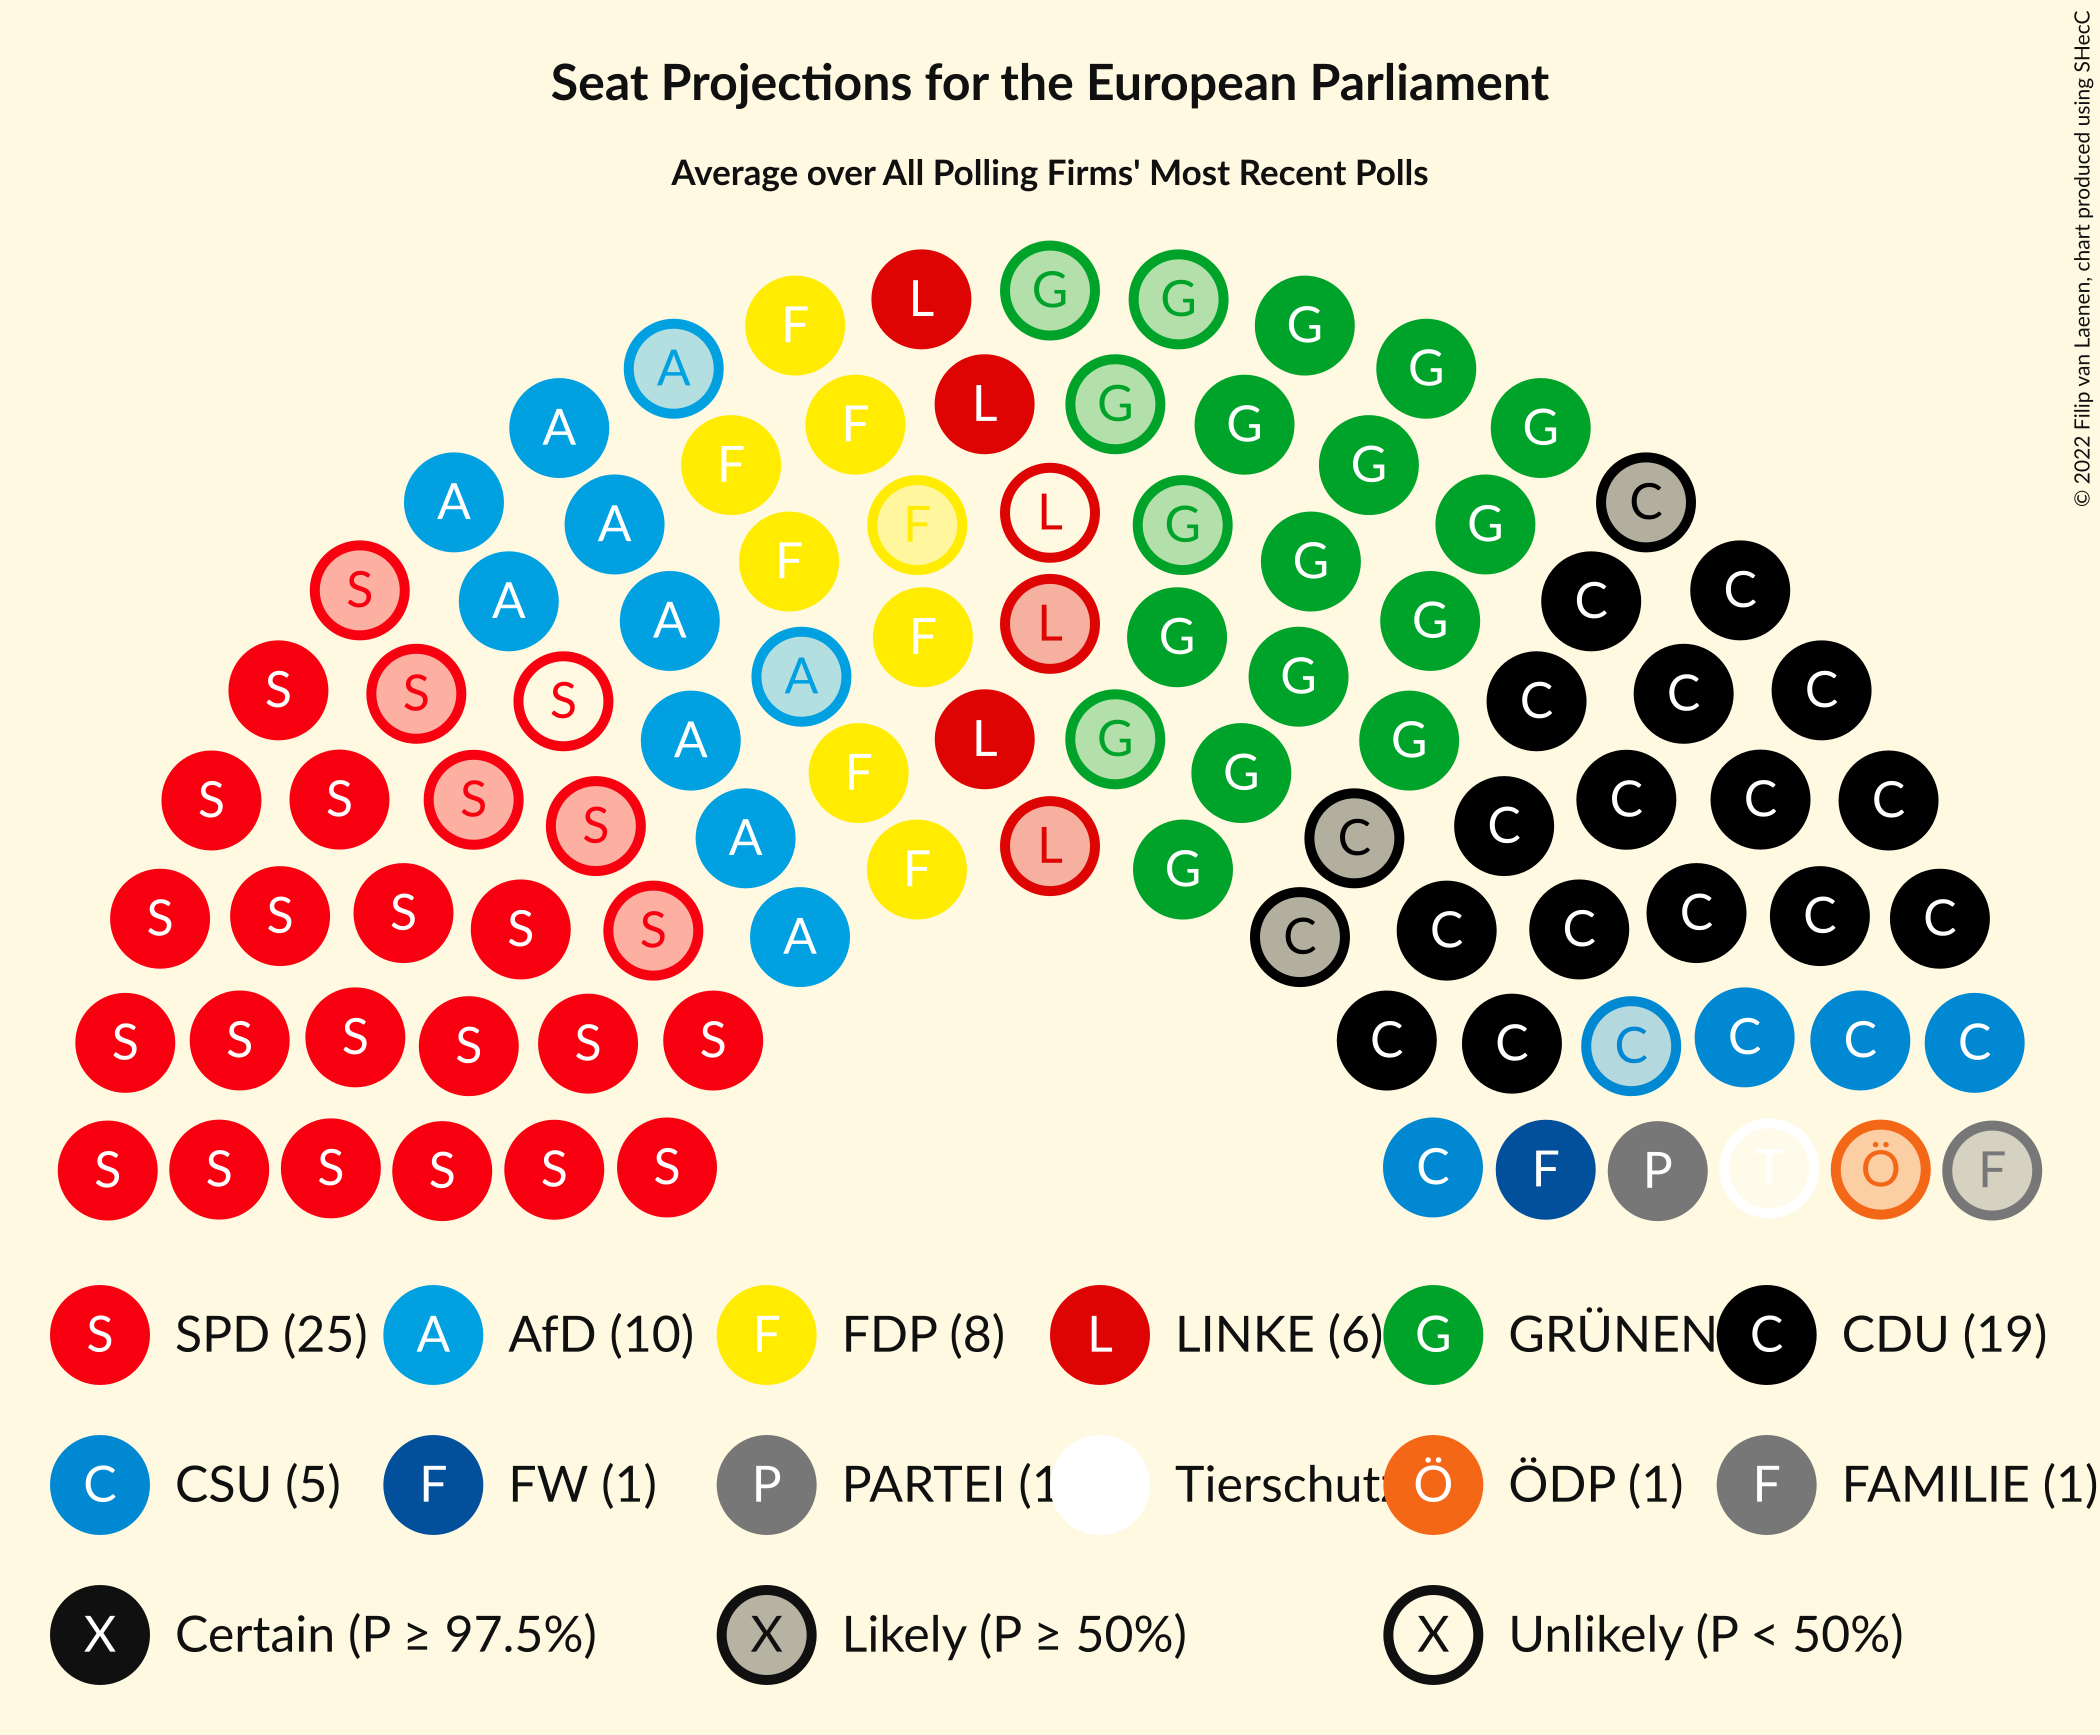 © 2022 Filip van Laenen, chart produced using SHecC
Seat Projections for the European Parliament
Average over All Polling Firms' Most Recent Polls
L G G
F G
A G
L G
A F G G
F G
A L C
A F G G
F G
S C
A A F L G G C
S S S A G C C C
A L G G
F G
S S S C C C
S A C C
F G
S S S S S A C C C C C C
S S S S S S C C C C C C
S S S S S S C F P T Ö F
S SPD (25) A AfD (10) F FDP (8) L LINKE (6) G GRÜNEN C CDU (19)
C CSU (5) F FW (1) P PARTEI (1 Tierschutz Ö ÖDP (1) F FAMILIE (1)
X Certain (P ≥ 97.5%) X Likely (P ≥ 50%) X Unlikely (P < 50%)